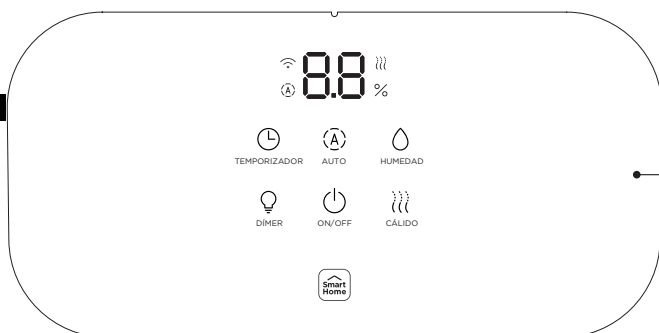 8.8
A %
TEMPORIZADOR AUTO HUMEDAD
DÍMER ON/OFF CÁLIDO
Smart
Home